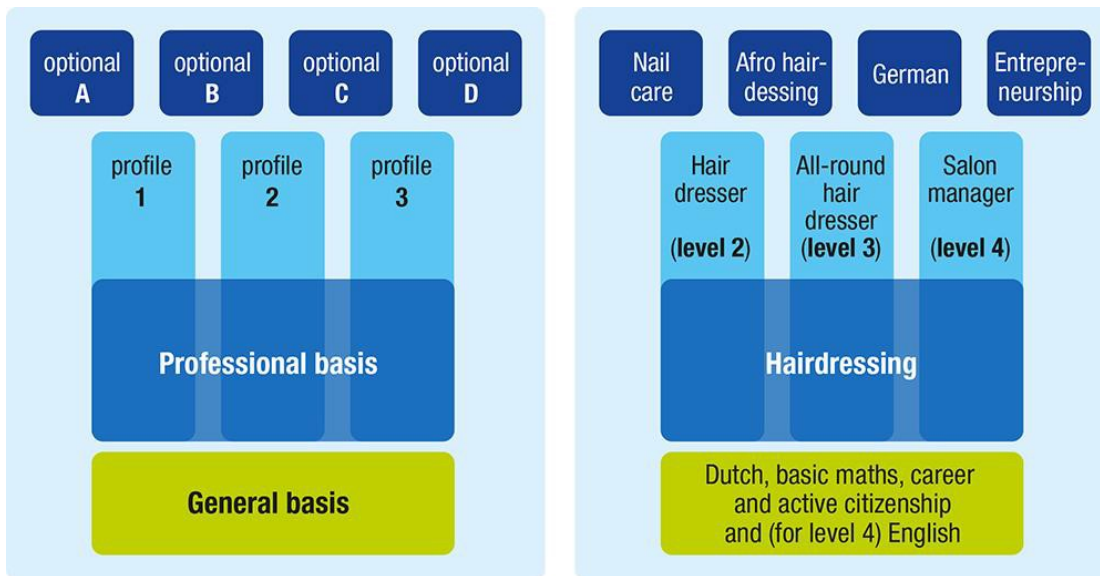 optional
A
optional
B
optional
C
optional
D
profile
1
profile
2
profile
3
Professional basis
General basis
Nail
care
Afro hair-
dessing
German
Entrepre-
neurship
Hair
dresser
(level 2)
All-round
hair
dresser
(level 3)
Salon
manager
(level 4)
Hairdressing
Dutch, basic maths, career
and active citizenship
and (for level 4) English